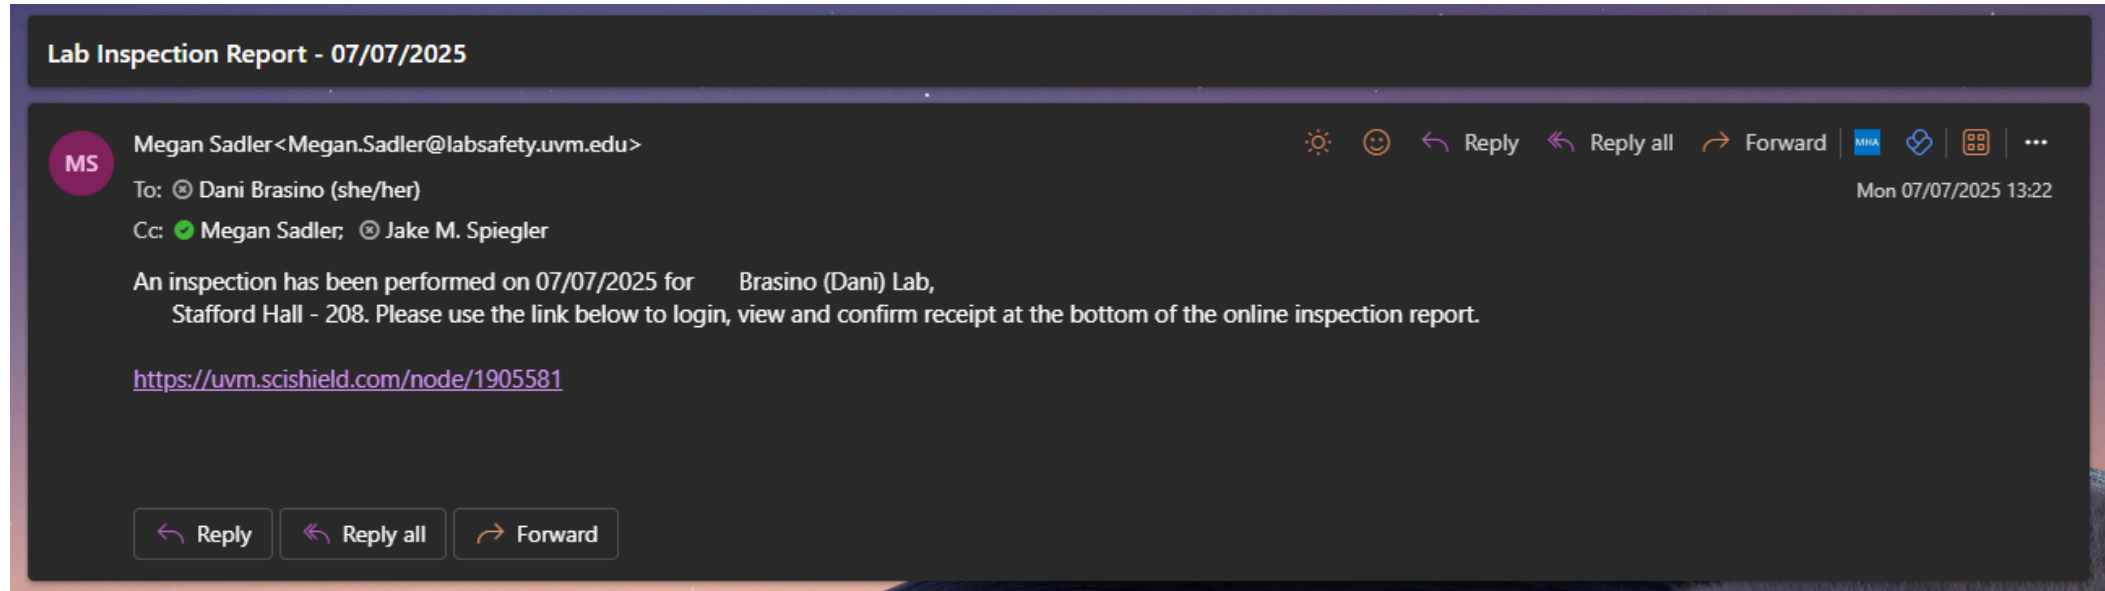 Lab Inspection Report - 07/07/2025
MS
Megan Sadler<Megan.Sadler@labsafety.uvm.edu>
Reply
Reply all
Forward
MHA
To: Dani Brasino (she/her)
Mon 07/07/2025 13:22
Cc: Megan Sadler; Jake M. Spiegler
An inspection has been performed on 07/07/2025 for Brasino (Dani) Lab,
Stafford Hall - 208. Please use the link below to login, view and confirm receipt at the bottom of the online inspection report.
https://uvm.scishield.com/node/1905581
Reply
Reply all
Forward